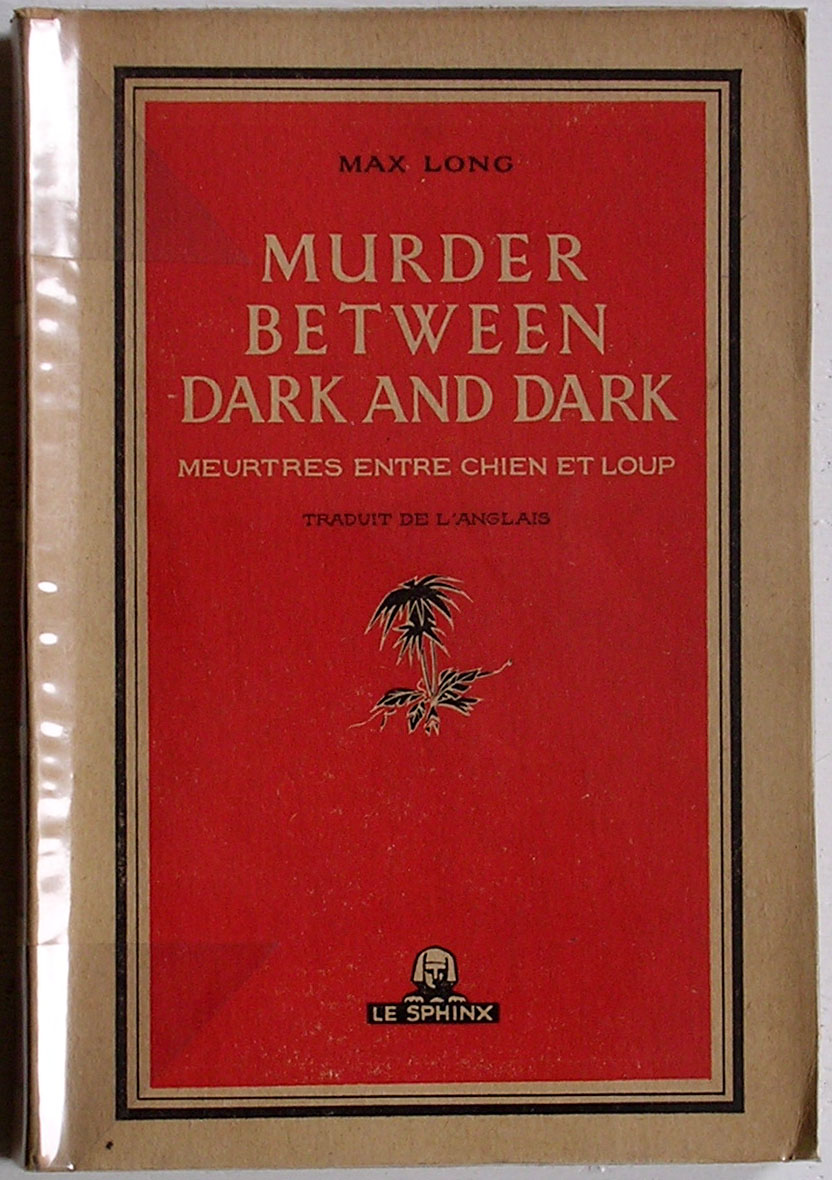 MAX LONG
MURDER
BETWEEN
DARK AND DARK
MEURTRES ENTRE CHIEN ET LOUP
TRADUIT DE L'ANGLAIS
LE SPHINX